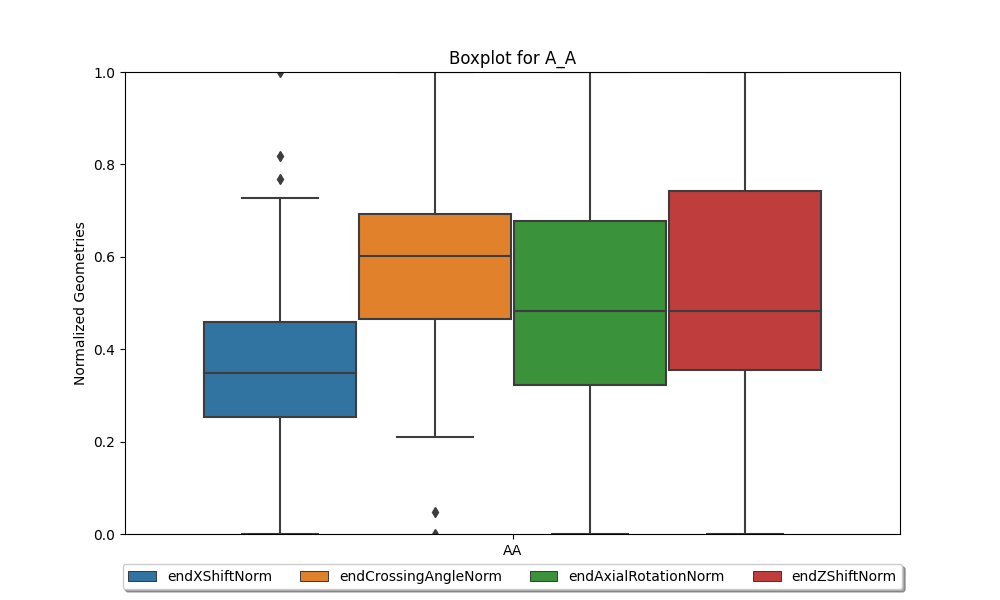 Boxplot for A_A
1.0
0.8
0.6
0.4
0.2
0.0
Normalized Geometries
AA
endXShiftNorm endCrossingAngleNorm endAxialRotationNorm endZShiftNorm